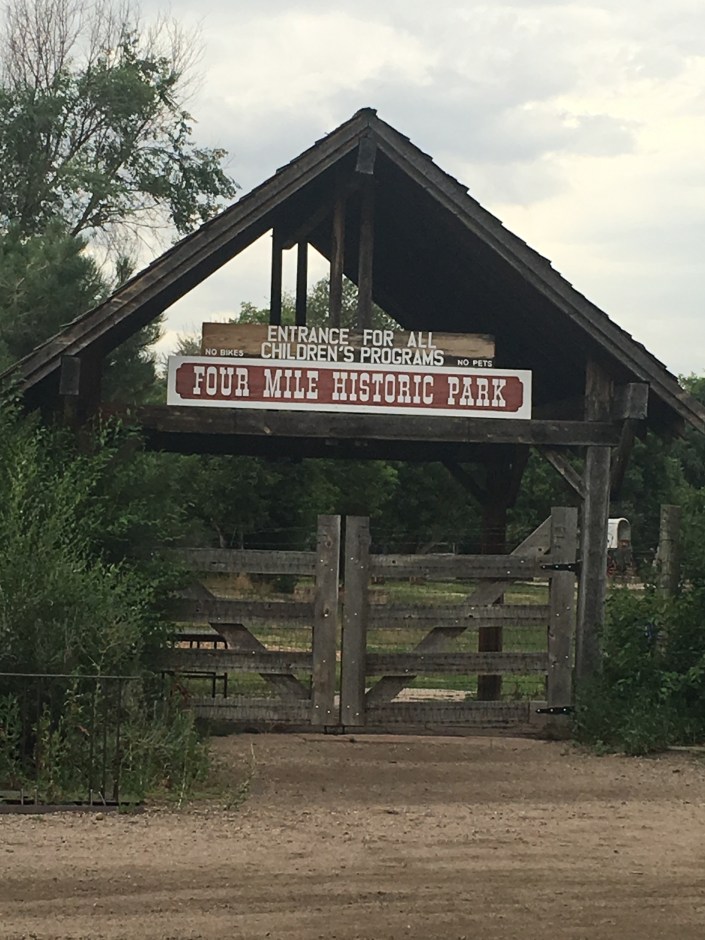 ENTRANCE FOR ALL
NO BIKES CHILDREN'S PROGRAMS NO PETS
FOUR MILE HISTORIC PARK